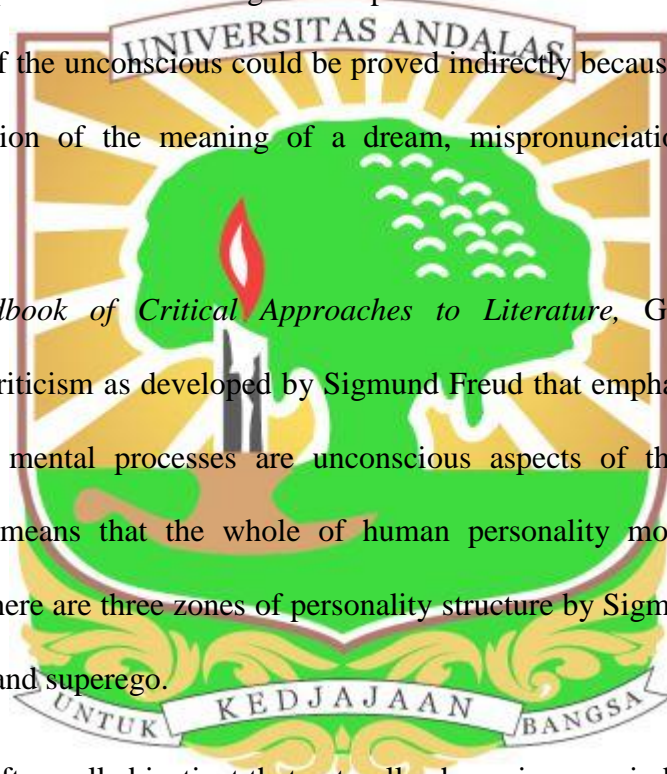 UNIVERSITAS ANDALAS
f the unconscious could be proved indirectly becaus
ion of the meaning of a dream, mispronunciatio
dbook of Critical Approaches to Literature, G
riticism as developed by Sigmund Freud that empha
mental processes are unconscious aspects of th
means that the whole of human personality mo
here are three zones of personality structure by Sigm
and superego.
UNTUK KEDJAJAAN BANGSA